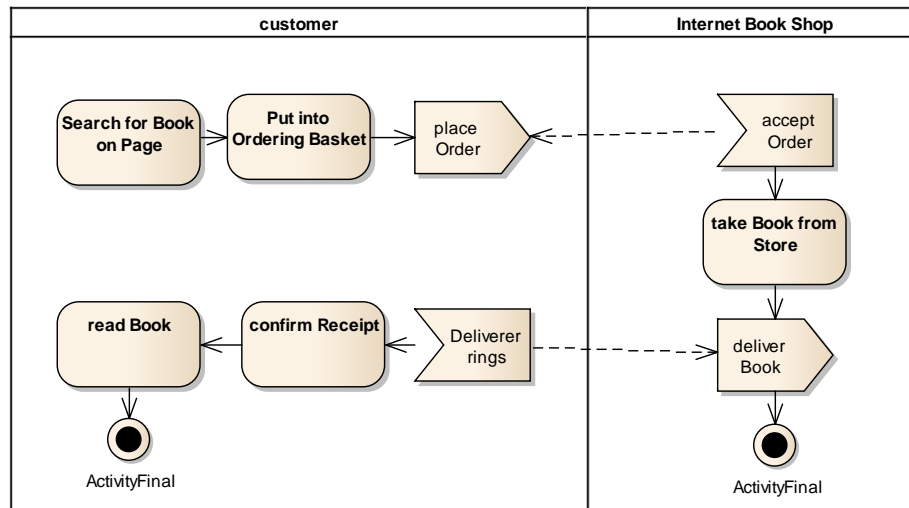 customer
Internet Book Shop
Search for Book
on Page
Put into
Ordering Basket
place
Order
accept
Order
take Book from
Store
read Book
confirm Receipt
Deliverer
rings
deliver
Book
ActivityFinal
ActivityFinal